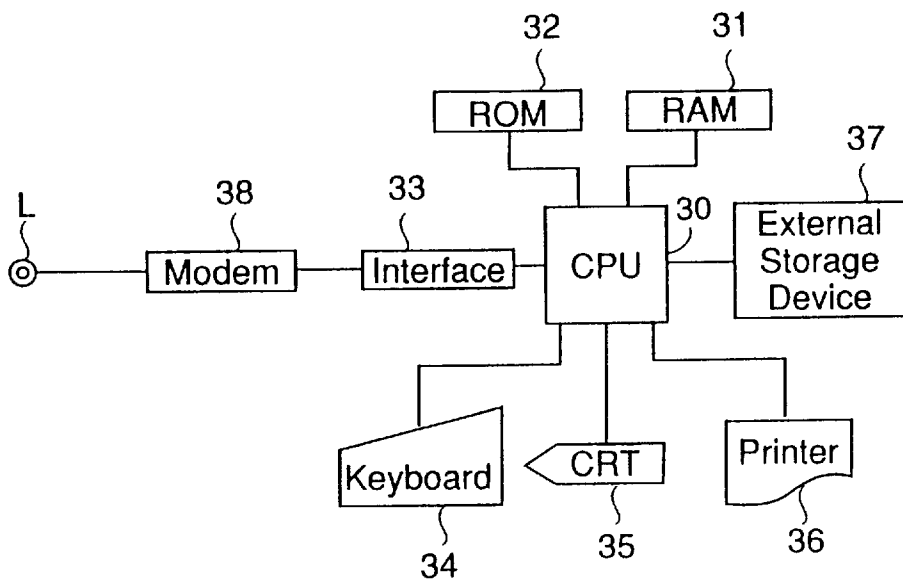 32
31
ROM
RAM
37
L
38
33
30
External
Storage
Device
Modem
Interface
CPU
Keyboard
CRT
Printer
34
35
36